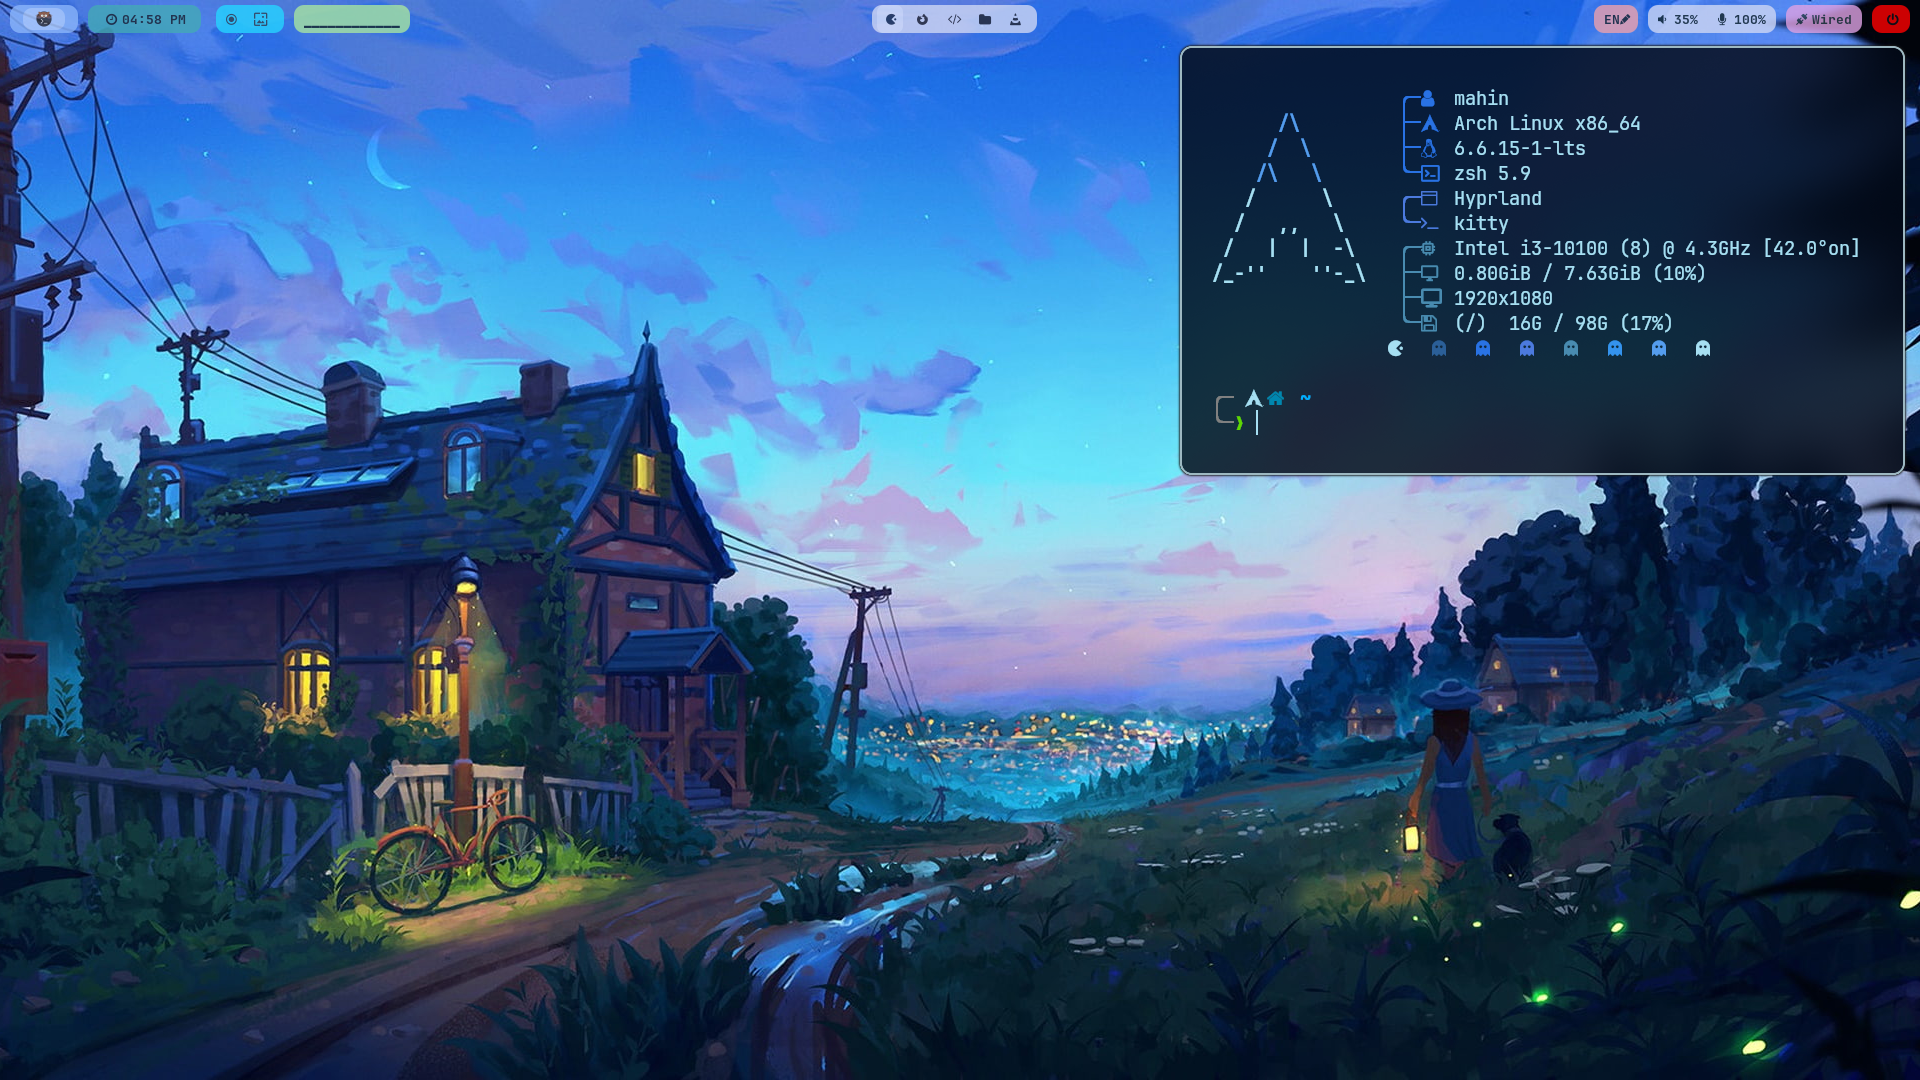 04:58 PM
EN
35% 100%
Wired
mahin
Arch Linux x86_64
6.6.15-1-lts
zsh 5.9
Hyprland
kitty
Intel i3-10100 (8) @ 4.3GHz [42.0°on]
0.80GiB / 7.63GiB (10%)
1920x1080
(/)  16G / 98G (17%)
~